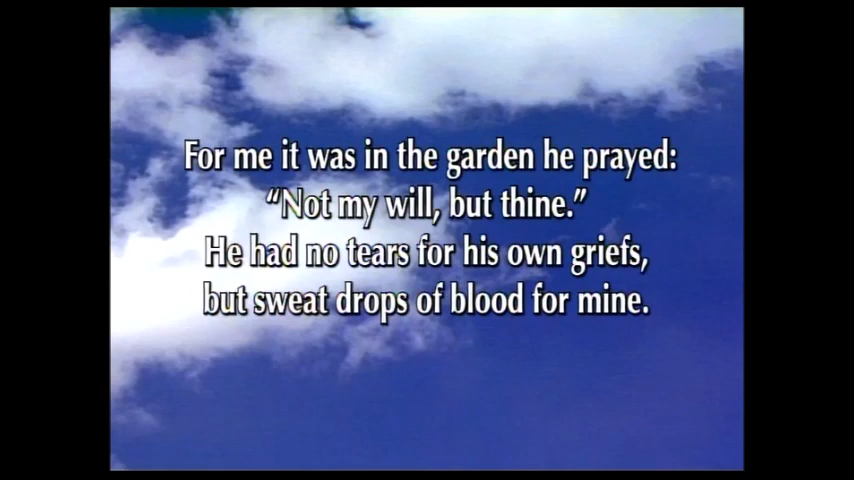 For me it was in the garden he prayed:
“Not my will, but thine.”
He had no tears for his own griefs,
but sweat drops of blood for mine.